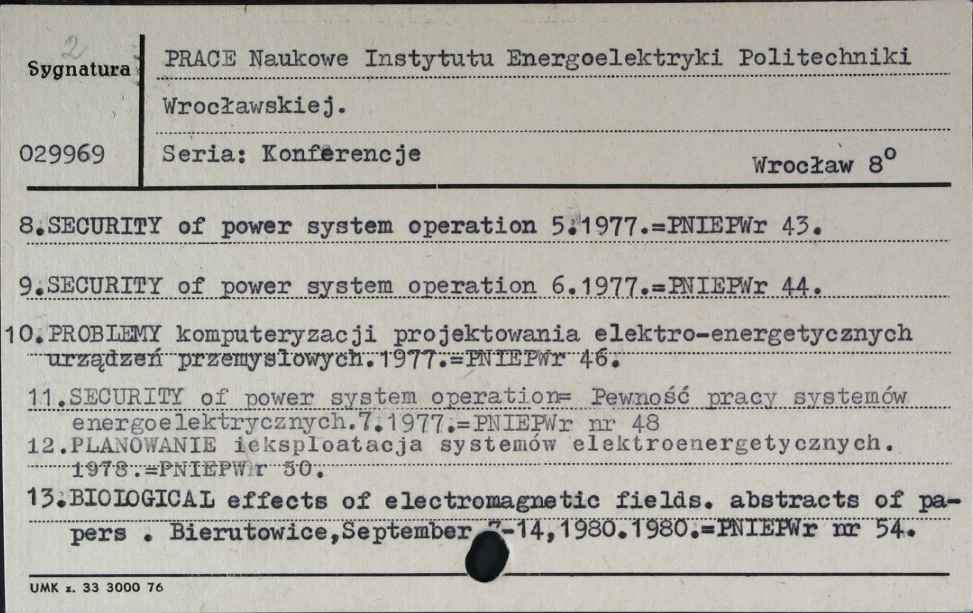 2
Sygnatura
PRACE Naukowe Instytutu Energoelektryki Politechniki
Wrocławskiej.
029969
Seria: Konferencje
Wrocław 8°
8.SECURITY of power system operation 5.1977.=PNIEPWr 43.
9.SECURITY of power system operation 6.1977.=PNIEPWr 44.
10.PROBLEMY komputeryzacji projektowania elektro-energetycznych
urządzeń przemysłowych.1977.=PNIEPWr 46.
11.SECURITY of power system operation= Pewność pracy systemów
energoelektrycznych.7.1977.=PNIEPWr nr 48
12.PLANOWANIE ieksploatacja systemów elektroenergetycznych.
1978.=PNIEPWr 50.
13.BIOLOGICAL effects of electromagnetic fields. abstracts of pa-
pers . Bierutowice,September 7-14,1980.1980.=PNIEPWr nr 54.
UMK z. 33 3000 76